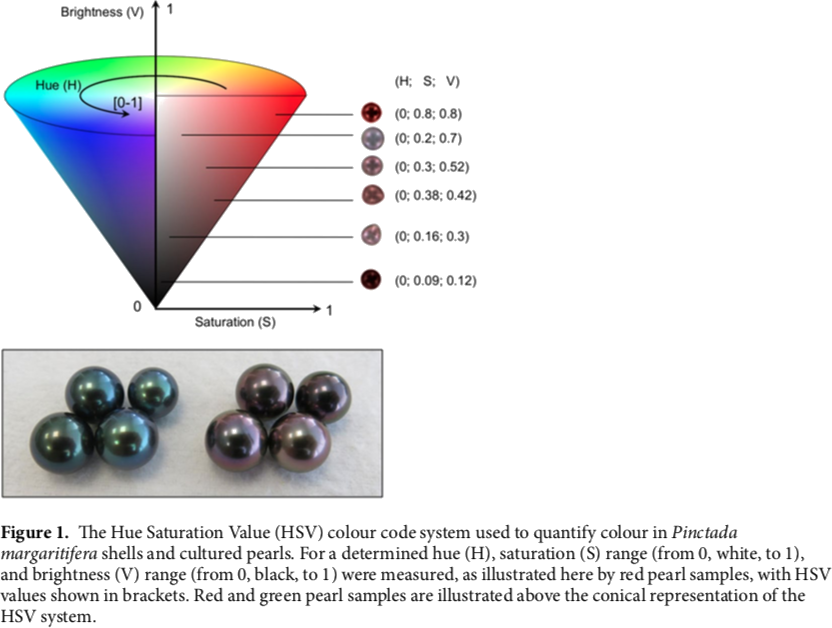 Brightness (V)
1
Hue (H)
[0-1]
(H; S; V)
(0; 0.8; 0.8)
(0; 0.2; 0.7)
(0; 0.3; 0.52)
(0; 0.38; 0.42)
(0; 0.16; 0.3)
(0; 0.09; 0.12)
0
1
Saturation (S)
Figure 1. The Hue Saturation Value (HSV) colour code system used to quantify colour in Pinctada
margaritifera shells and cultured pearls. For a determined hue (H), saturation (S) range (from 0, white, to 1),
and brightness (V) range (from 0, black, to 1) were measured, as illustrated here by red pearl samples, with HSV
values shown in brackets. Red and green pearl samples are illustrated above the conical representation of the
HSV system.